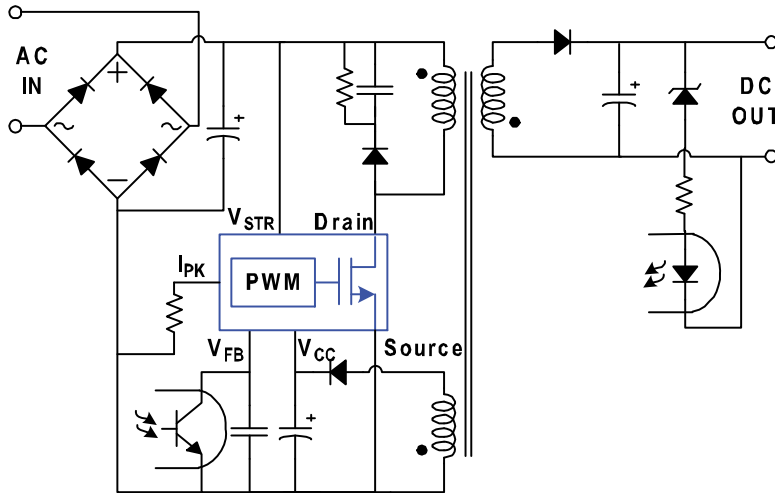 AC
IN
+
~
~
−
+
+
DC
OUT
VSTR
Drain
IPK
PWM
VFB
VCC
Source
+